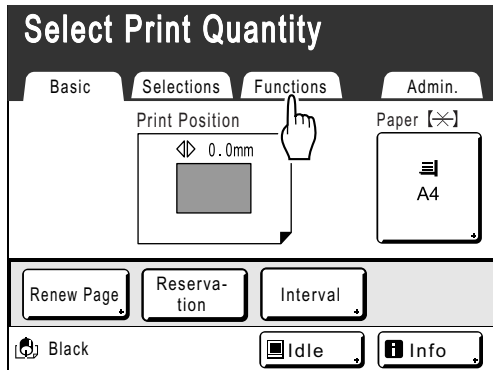 Select Print Quantity
Basic Selections Functions Admin.
Print Position Paper【✳】
0.0mm
A4
Renew Page Reserva-
tion Interval
Black Idle Info